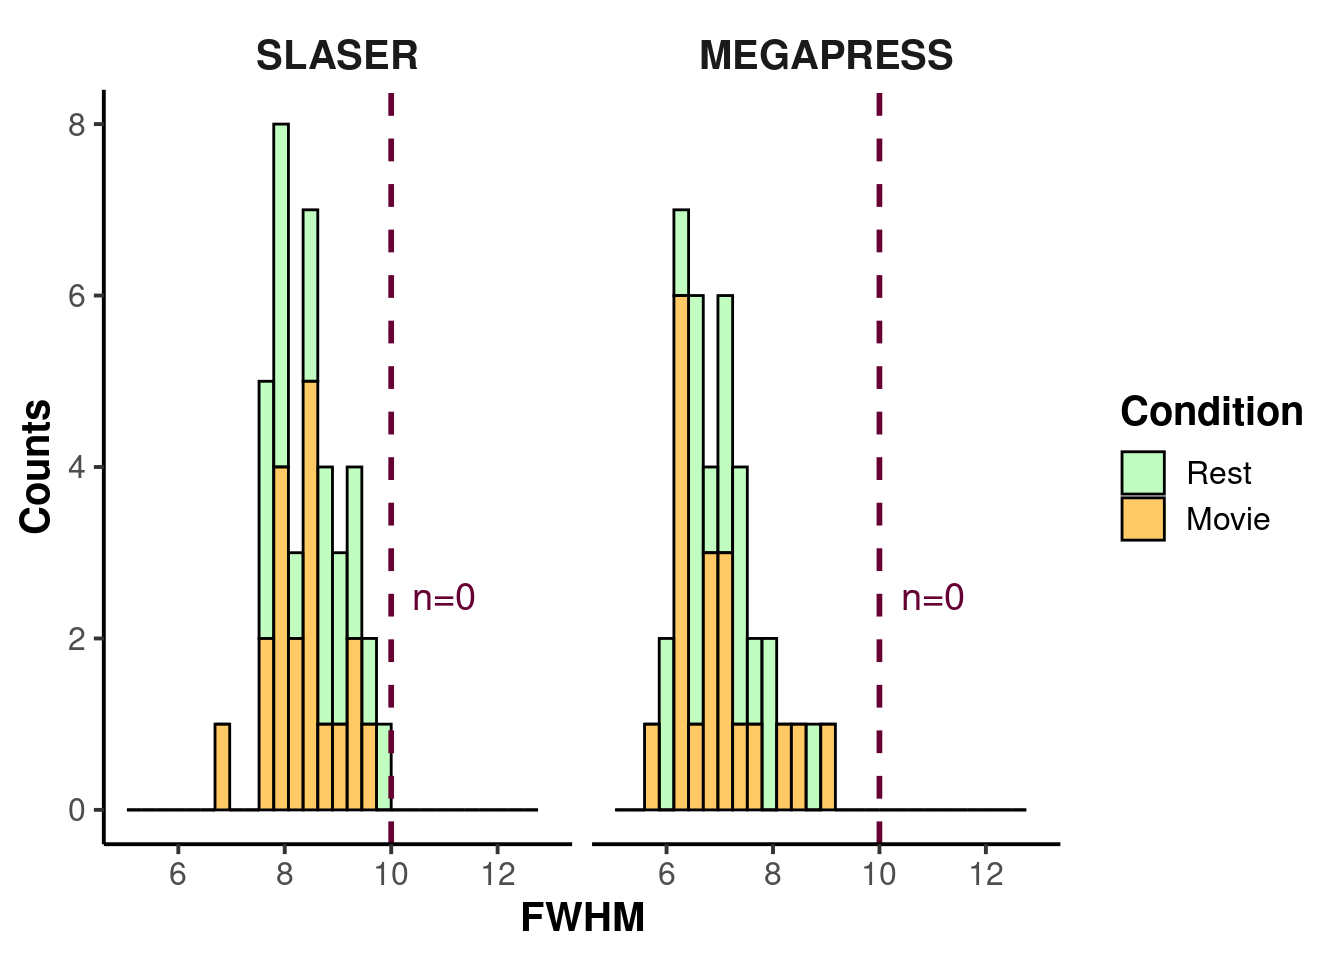 SLASER
MEGAPRESS
8
6
4
2
0
Counts
n=0
n=0
6 8 10 12
6 8 10 12
FWHM
Condition
Rest
Movie